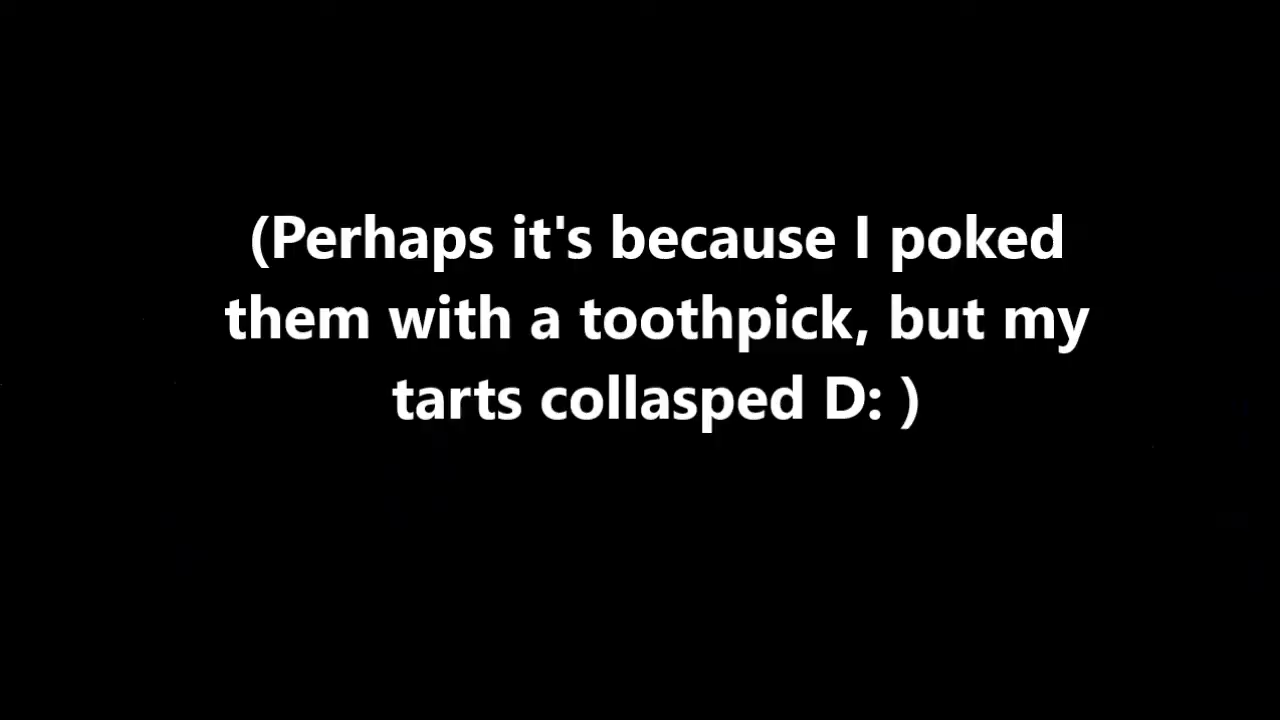 (Perhaps it's because I poked
them with a toothpick, but my
tarts collasped D: )